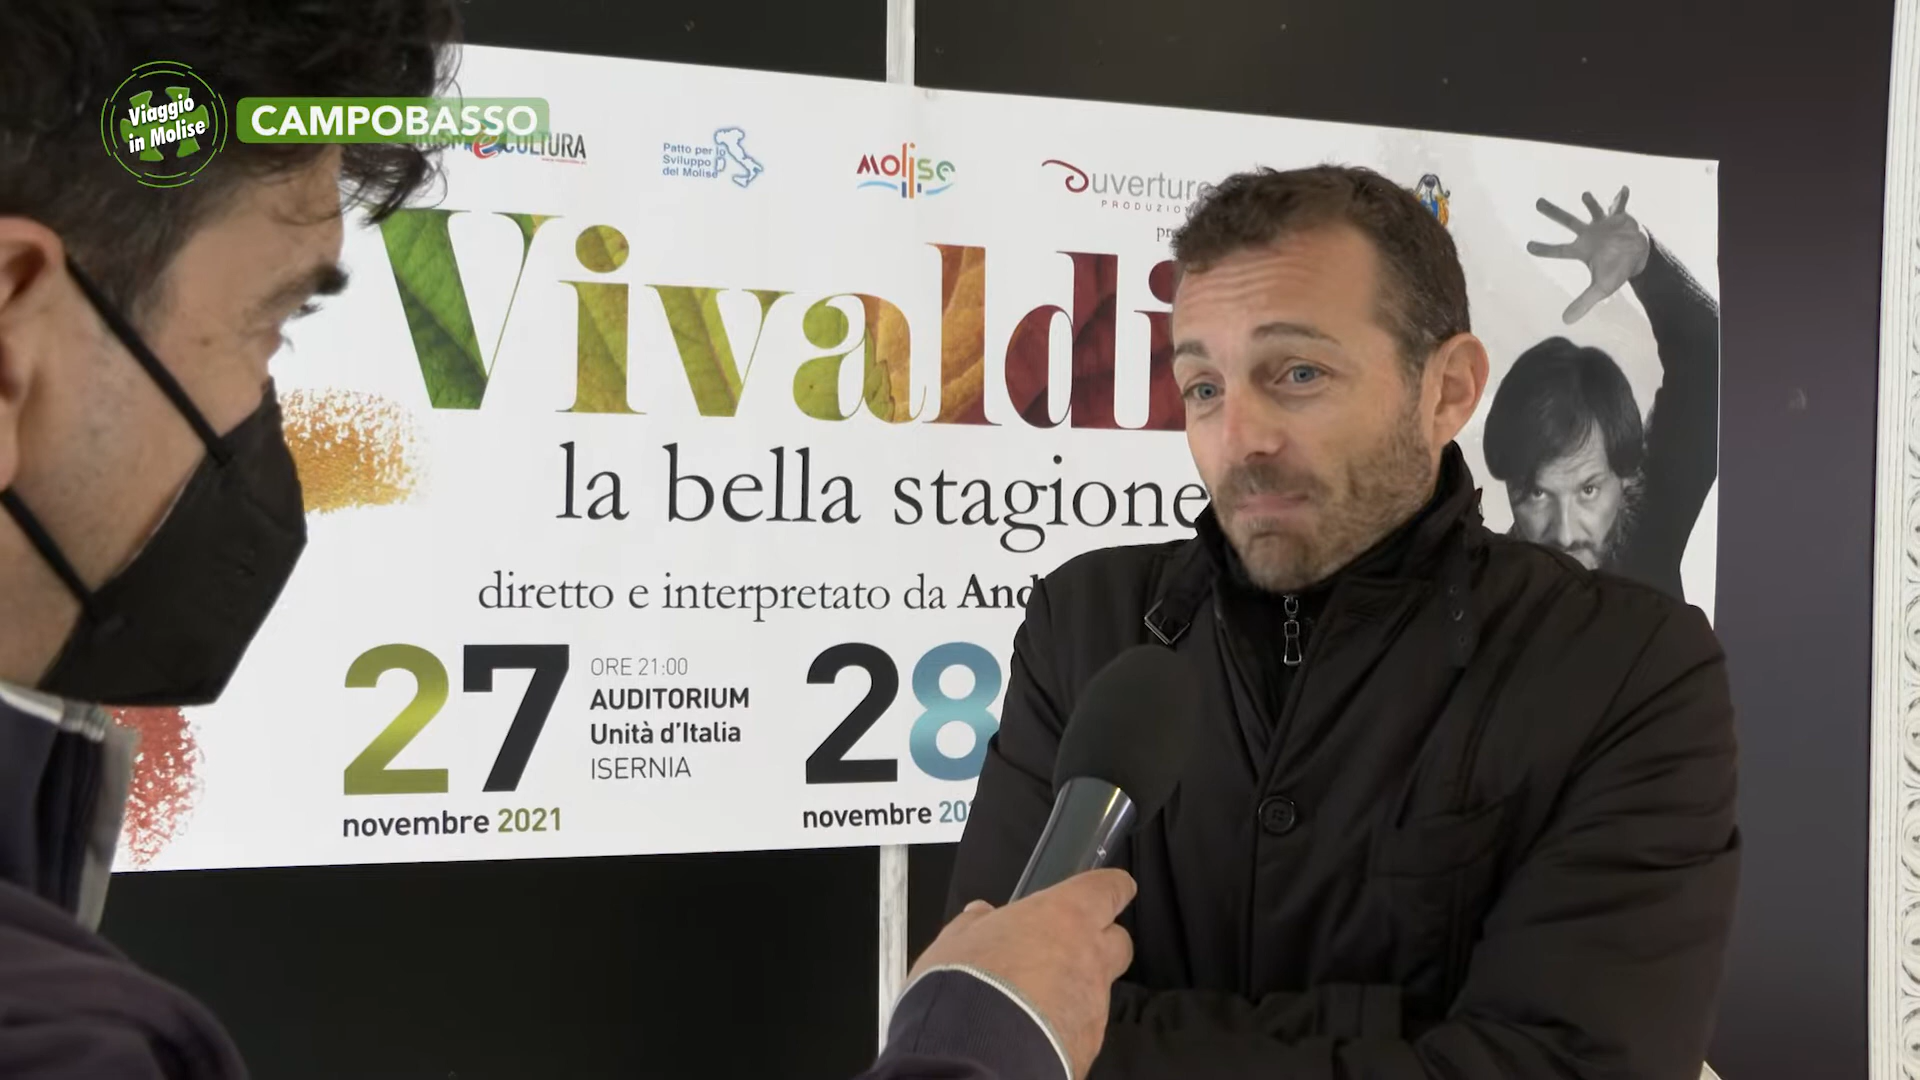 Viaggio
in Molise
CAMPOBASSO
CULTURA
Patto per lo
Sviluppo
del Molise
MOLISE
Ouverture
Vivaldi
la bella stagione
diretto e interpretato da
27
ORE 21:00
AUDITORIUM
Unità d'Italia
ISERNIA
novembre 2021
28
novembre